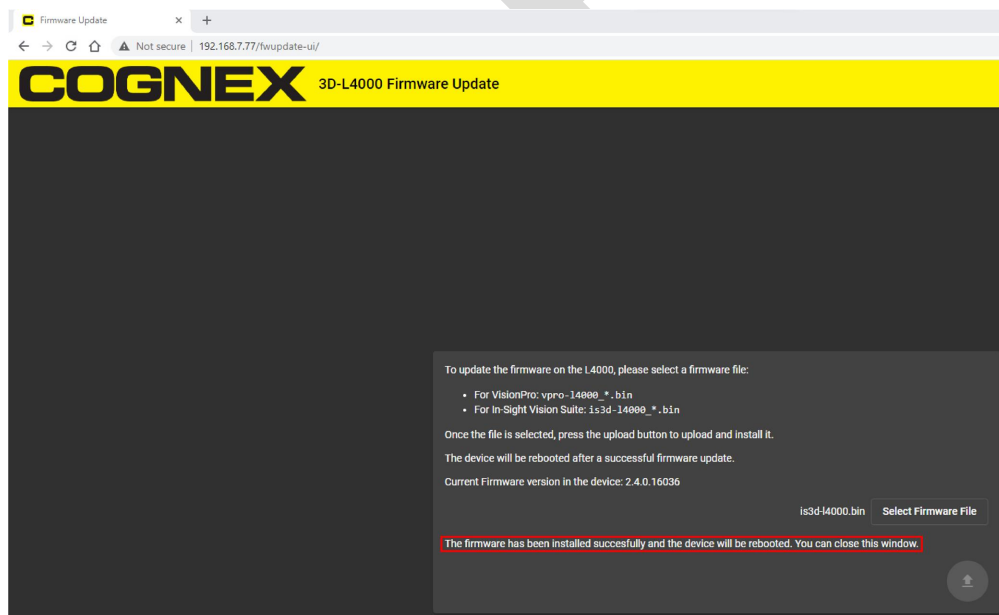 Firmware Update
Not secure | 192.168.7.77/fwupdate-ui/
COGNEX 3D-L4000 Firmware Update
To update the firmware on the L4000, please select a firmware file:
• For VisionPro: vpro-l4000_*.bin
• For In-Sight Vision Suite: is3d-l4000_*.bin
Once the file is selected, press the upload button to upload and install it.
The device will be rebooted after a successful firmware update.
Current Firmware version in the device: 2.4.0.16036
is3d-l4000.bin Select Firmware File
The firmware has been installed succesfully and the device will be rebooted. You can close this window.